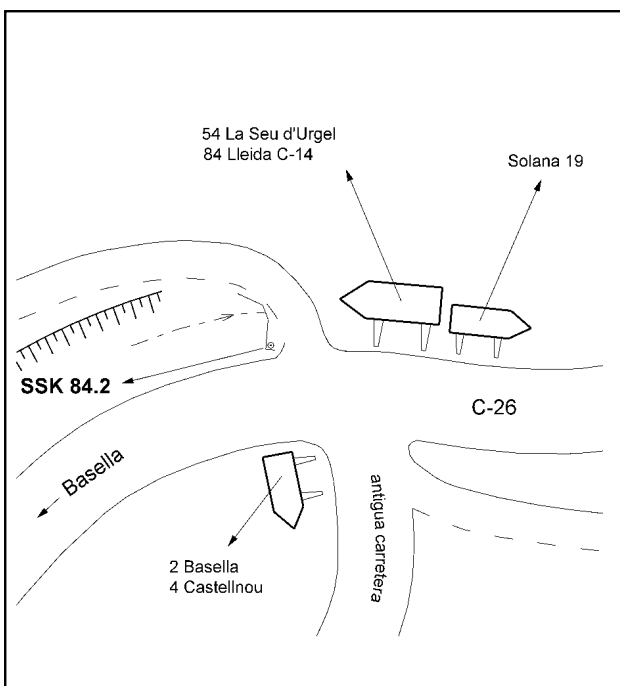 54 La Seu d'Urgel
84 Lleida C-14
Solana 19
SSK 84.2
C-26
Basella
antigua carretera
2 Basella
4 Castellnou